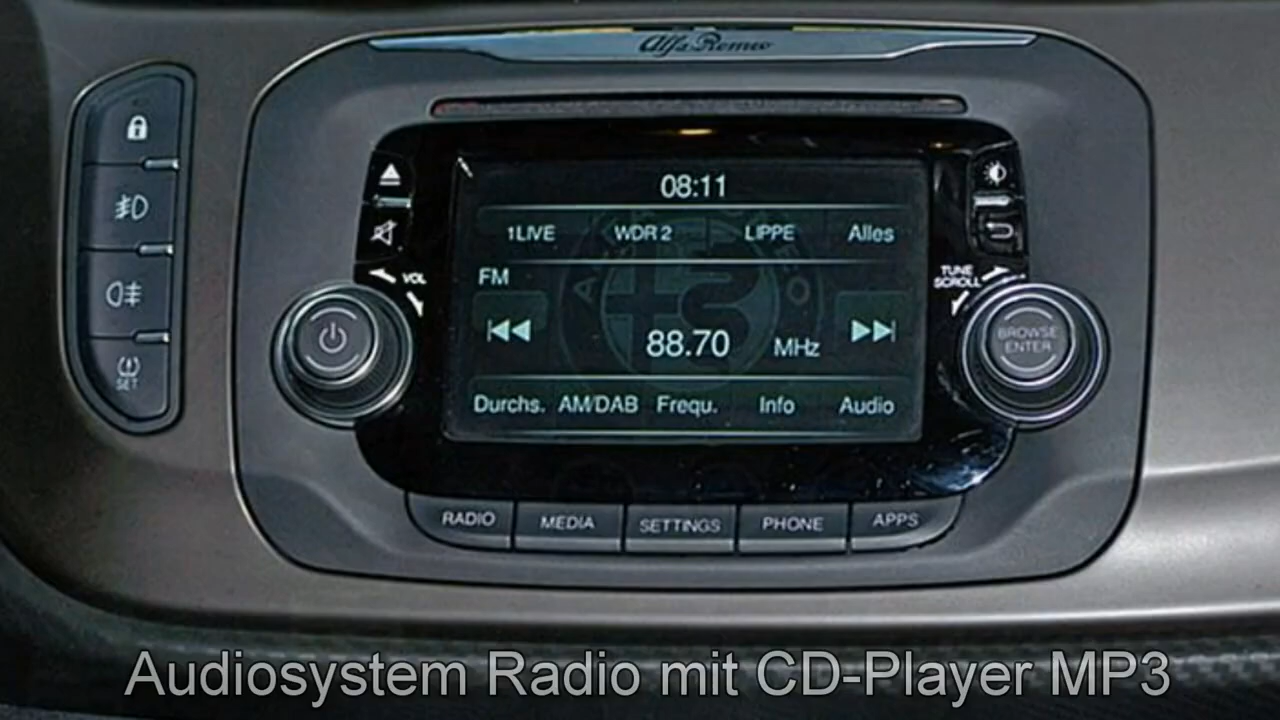 Alfa Romeo
08:11
1LIVE WDR 2 LIPPE Alles
FM
VOL
TUNE
SCROLL
88.70 MHz
BROWSE
ENTER
SET
Durchs. AM/DAB Frequ. Info Audio
RADIO MEDIA SETTINGS PHONE APPS
Audiosystem Radio mit CD-Player MP3